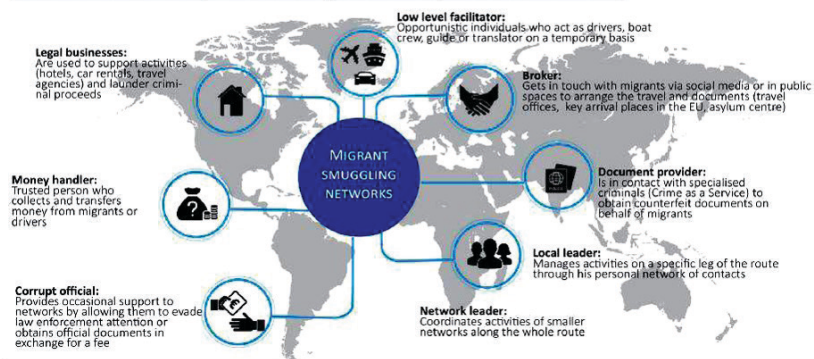 Low level facilitator:
Opportunistic individuals who act as drivers, boat
crew, guide or translator on a temporary basis
Legal businesses:
Are used to support activities
(hotels, car rentals, travel
agencies) and launder crimi-
nal proceeds
Broker:
Gets in touch with migrants via social media or in public
spaces to arrange the travel and documents (travel
offices, key arrival places in the EU, asylum centre)
MIGRANT
SMUGGLING
NETWORKS
Money handler:
Trusted person who
collects and transfers
money from migrants or
drivers
Document provider:
Is in contact with specialised
criminals (Crime as a Service) to
obtain counterfeit documents on
behalf of migrants
Local leader:
Manages activities on a specific leg of the route
through his personal network of contacts
Corrupt official:
Provides occasional support to
networks by allowing them to evade
law enforcement attention or
obtains official documents in
exchange for a fee
Network leader:
Coordinates activities of smaller
networks along the whole route